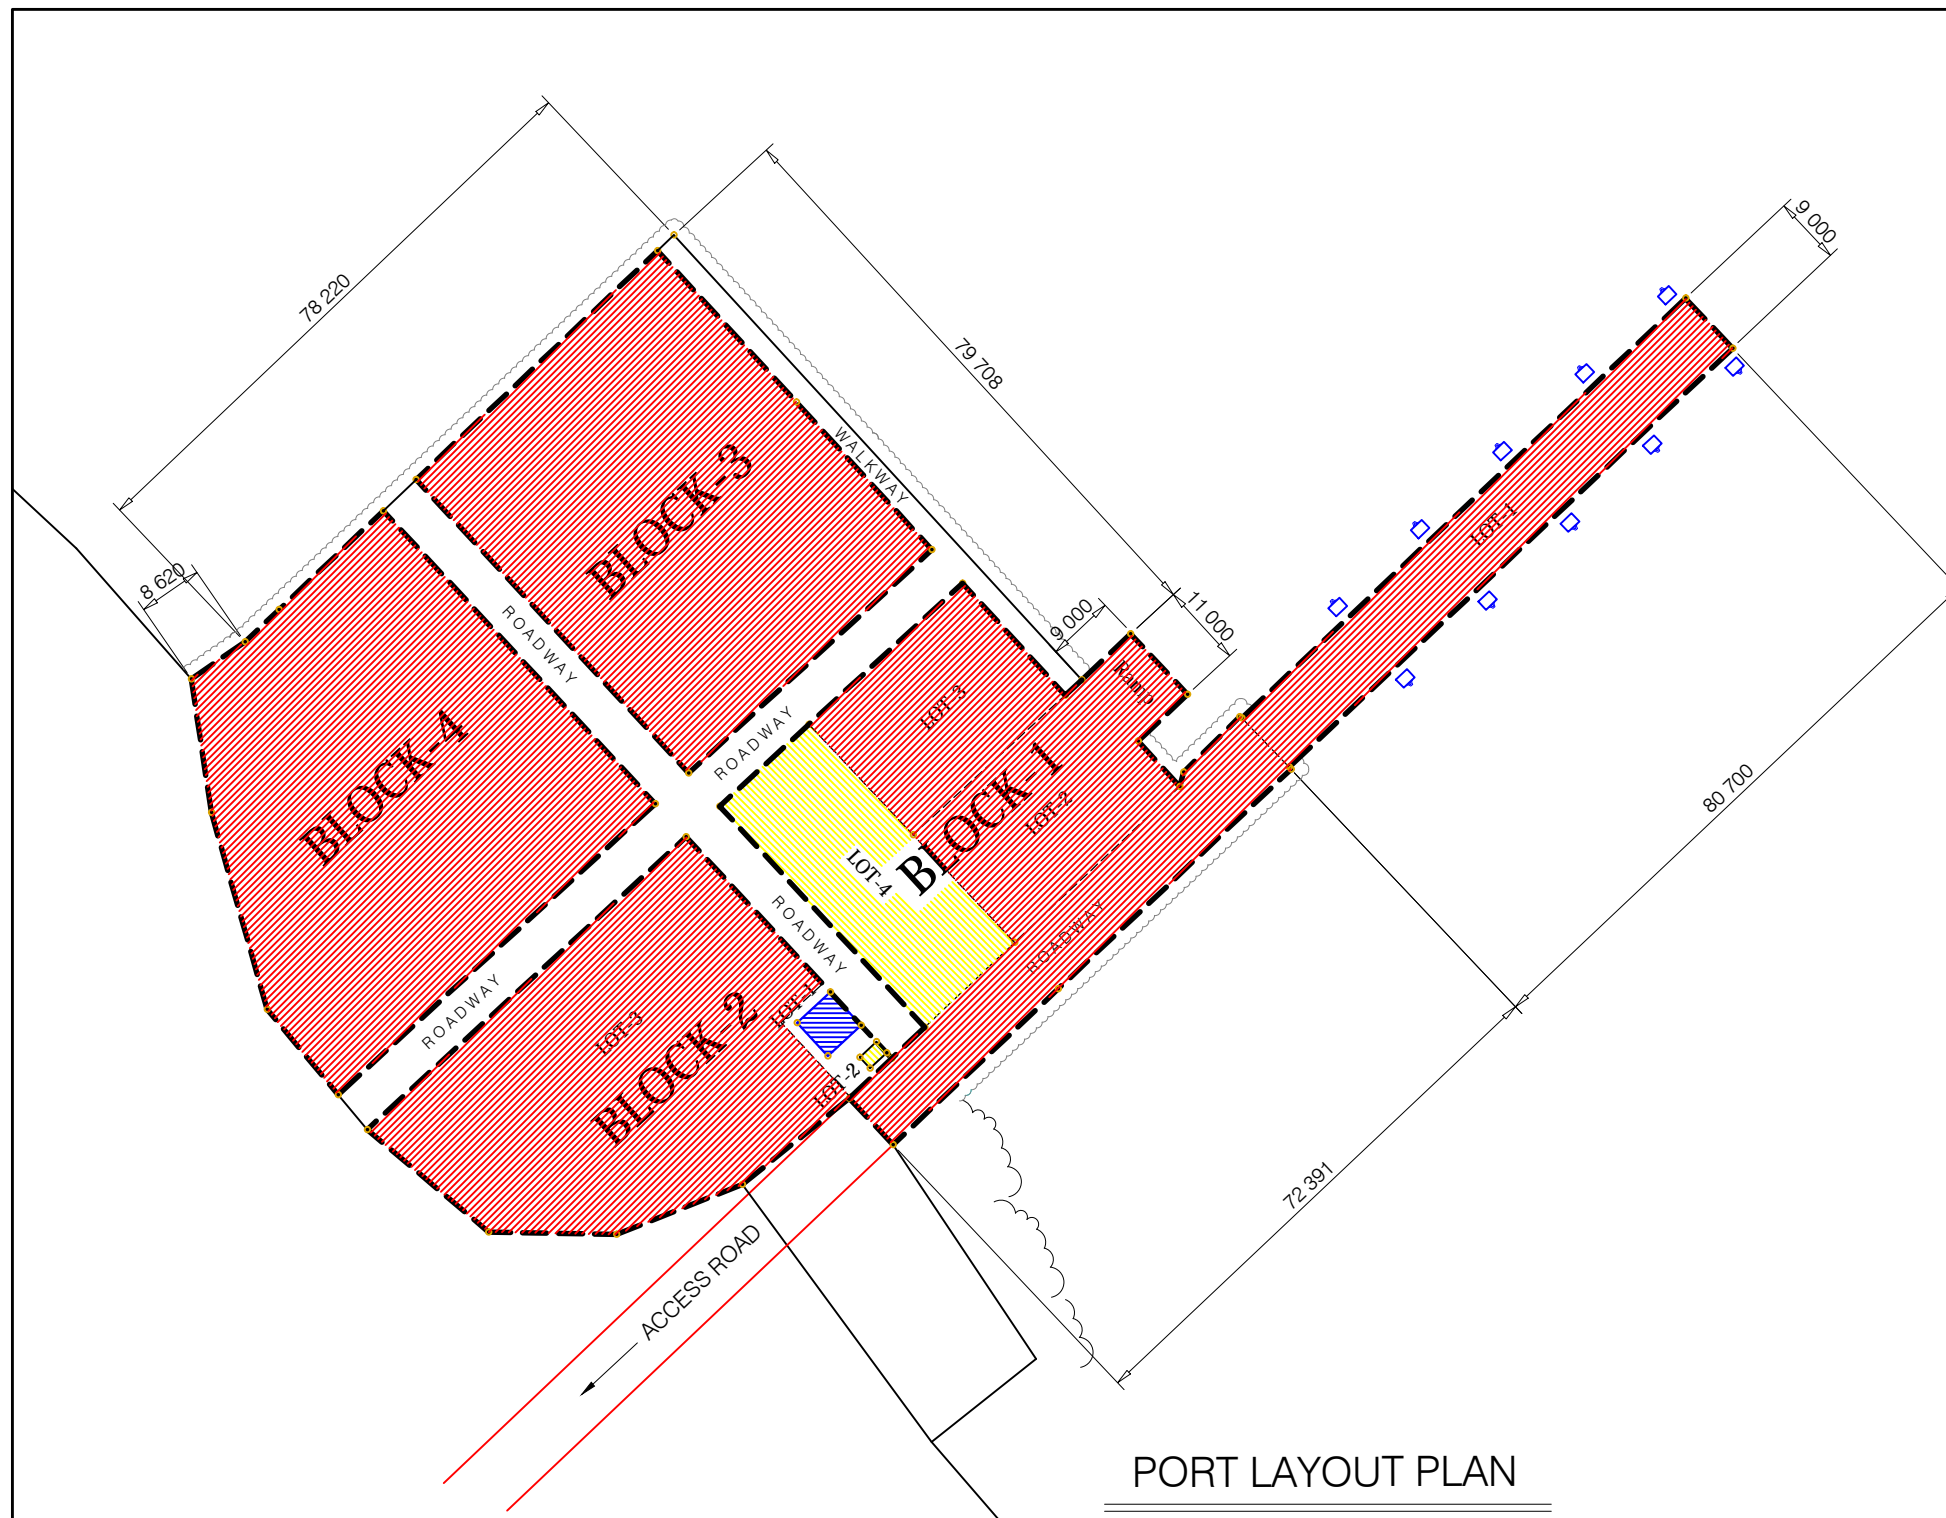 78 220
79 708
9 000
8 620
WALKWAY
BLOCK-3
LOT-1
ROADWAY
9 000
11 000
Ramp
LOT-3
ROADWAY
BLOCK-4
BLOCK-1
LOT-2
80 700
LOT-4
ROADWAY
ROADWAY
ROADWAY
LOT-1
LOT-3
BLOCK 2
LOT-2
72 391
ACCESS ROAD
PORT LAYOUT PLAN